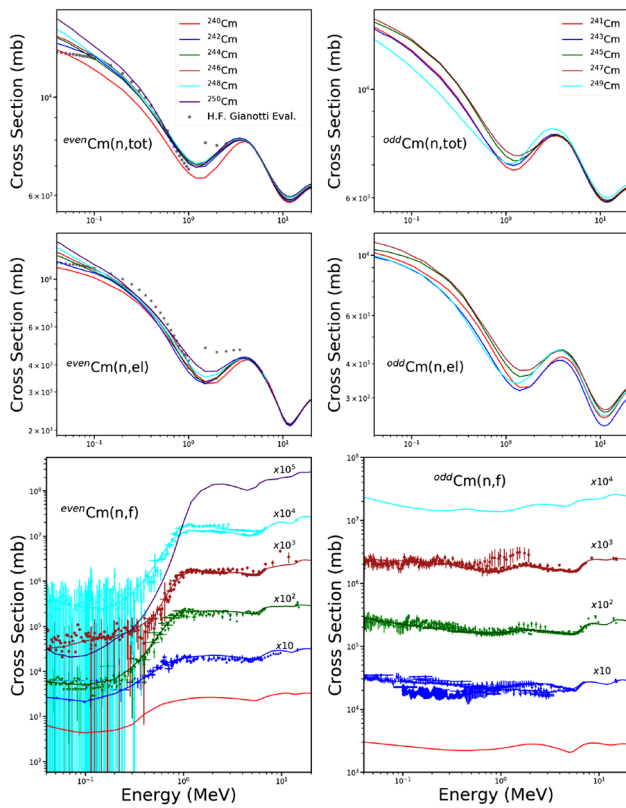 Cross Section (mb)
10⁴
6 × 10³
evenCm(n,tot)
²⁴⁰Cm
²⁴²Cm
²⁴⁴Cm
²⁴⁶Cm
²⁴⁸Cm
²⁵⁰Cm
H.F. Gianotti Eval.
10⁻¹ 10⁰ 10¹
Cross Section (mb)
10⁴
6 × 10³
oddCm(n,tot)
²⁴¹Cm
²⁴³Cm
²⁴⁵Cm
²⁴⁷Cm
²⁴⁹Cm
10⁻¹ 10⁰ 10¹
Cross Section (mb)
10⁴
6 × 10³
4 × 10³
3 × 10³
2 × 10³
evenCm(n,el)
10⁻¹ 10⁰ 10¹
Cross Section (mb)
10⁴
6 × 10³
4 × 10³
3 × 10³
oddCm(n,el)
10⁻¹ 10⁰ 10¹
Cross Section (mb)
10⁸
10⁷
10⁶
10⁵
10⁴
10³
10²
evenCm(n,f)
x10⁵
x10⁴
x10³
x10²
x10
10⁻¹ 10⁰ 10¹
Energy (MeV)
Cross Section (mb)
10⁸
10⁷
10⁶
10⁵
10⁴
10³
oddCm(n,f)
x10⁴
x10³
x10²
x10
10⁻¹ 10⁰ 10¹
Energy (MeV)